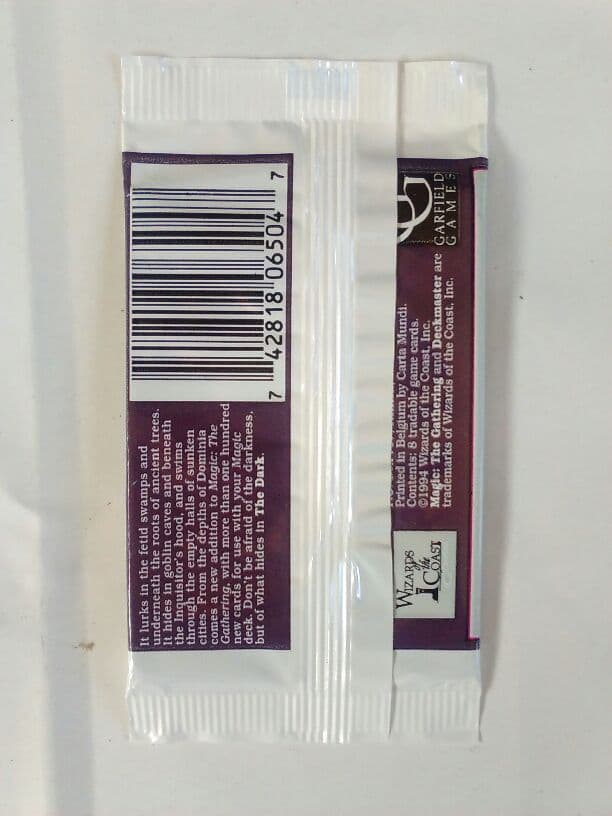 It lurks in the fetid swamps and
underneath the roots of ancient trees.
It hides in goblin caves and beneath
the Inquisitor's hood, and swims
through the empty halls of sunken
cities. From the depths of Dominia
comes a new addition to Magic: The
Gathering, with more than one hundred
new cards for use with your Magic
deck. Don't be afraid of the darkness,
but of what hides in The Dark.
7 42818 06504 7
WIZARDS
of the
COAST
Printed in Belgium by Carta Mundi.
Contents: 8 tradable game cards.
©1994 Wizards of the Coast, Inc.
Magic: The Gathering and Deckmaster are
trademarks of Wizards of the Coast, Inc.
G
GARFIELD
GAMES